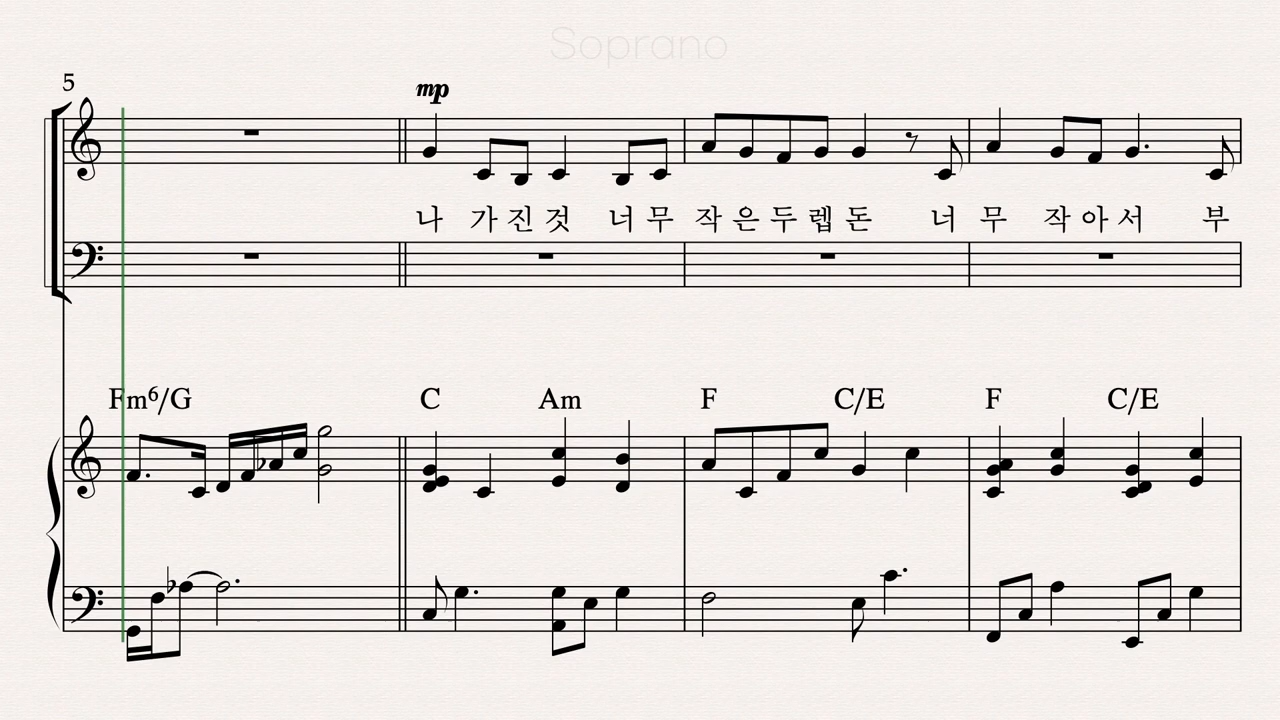 Soprano
5
mp
나 가 진 것 너 무 작 은 두 렙 돈 너 무 작 아 서 부
Fm⁶/G C Am F C/E F C/E